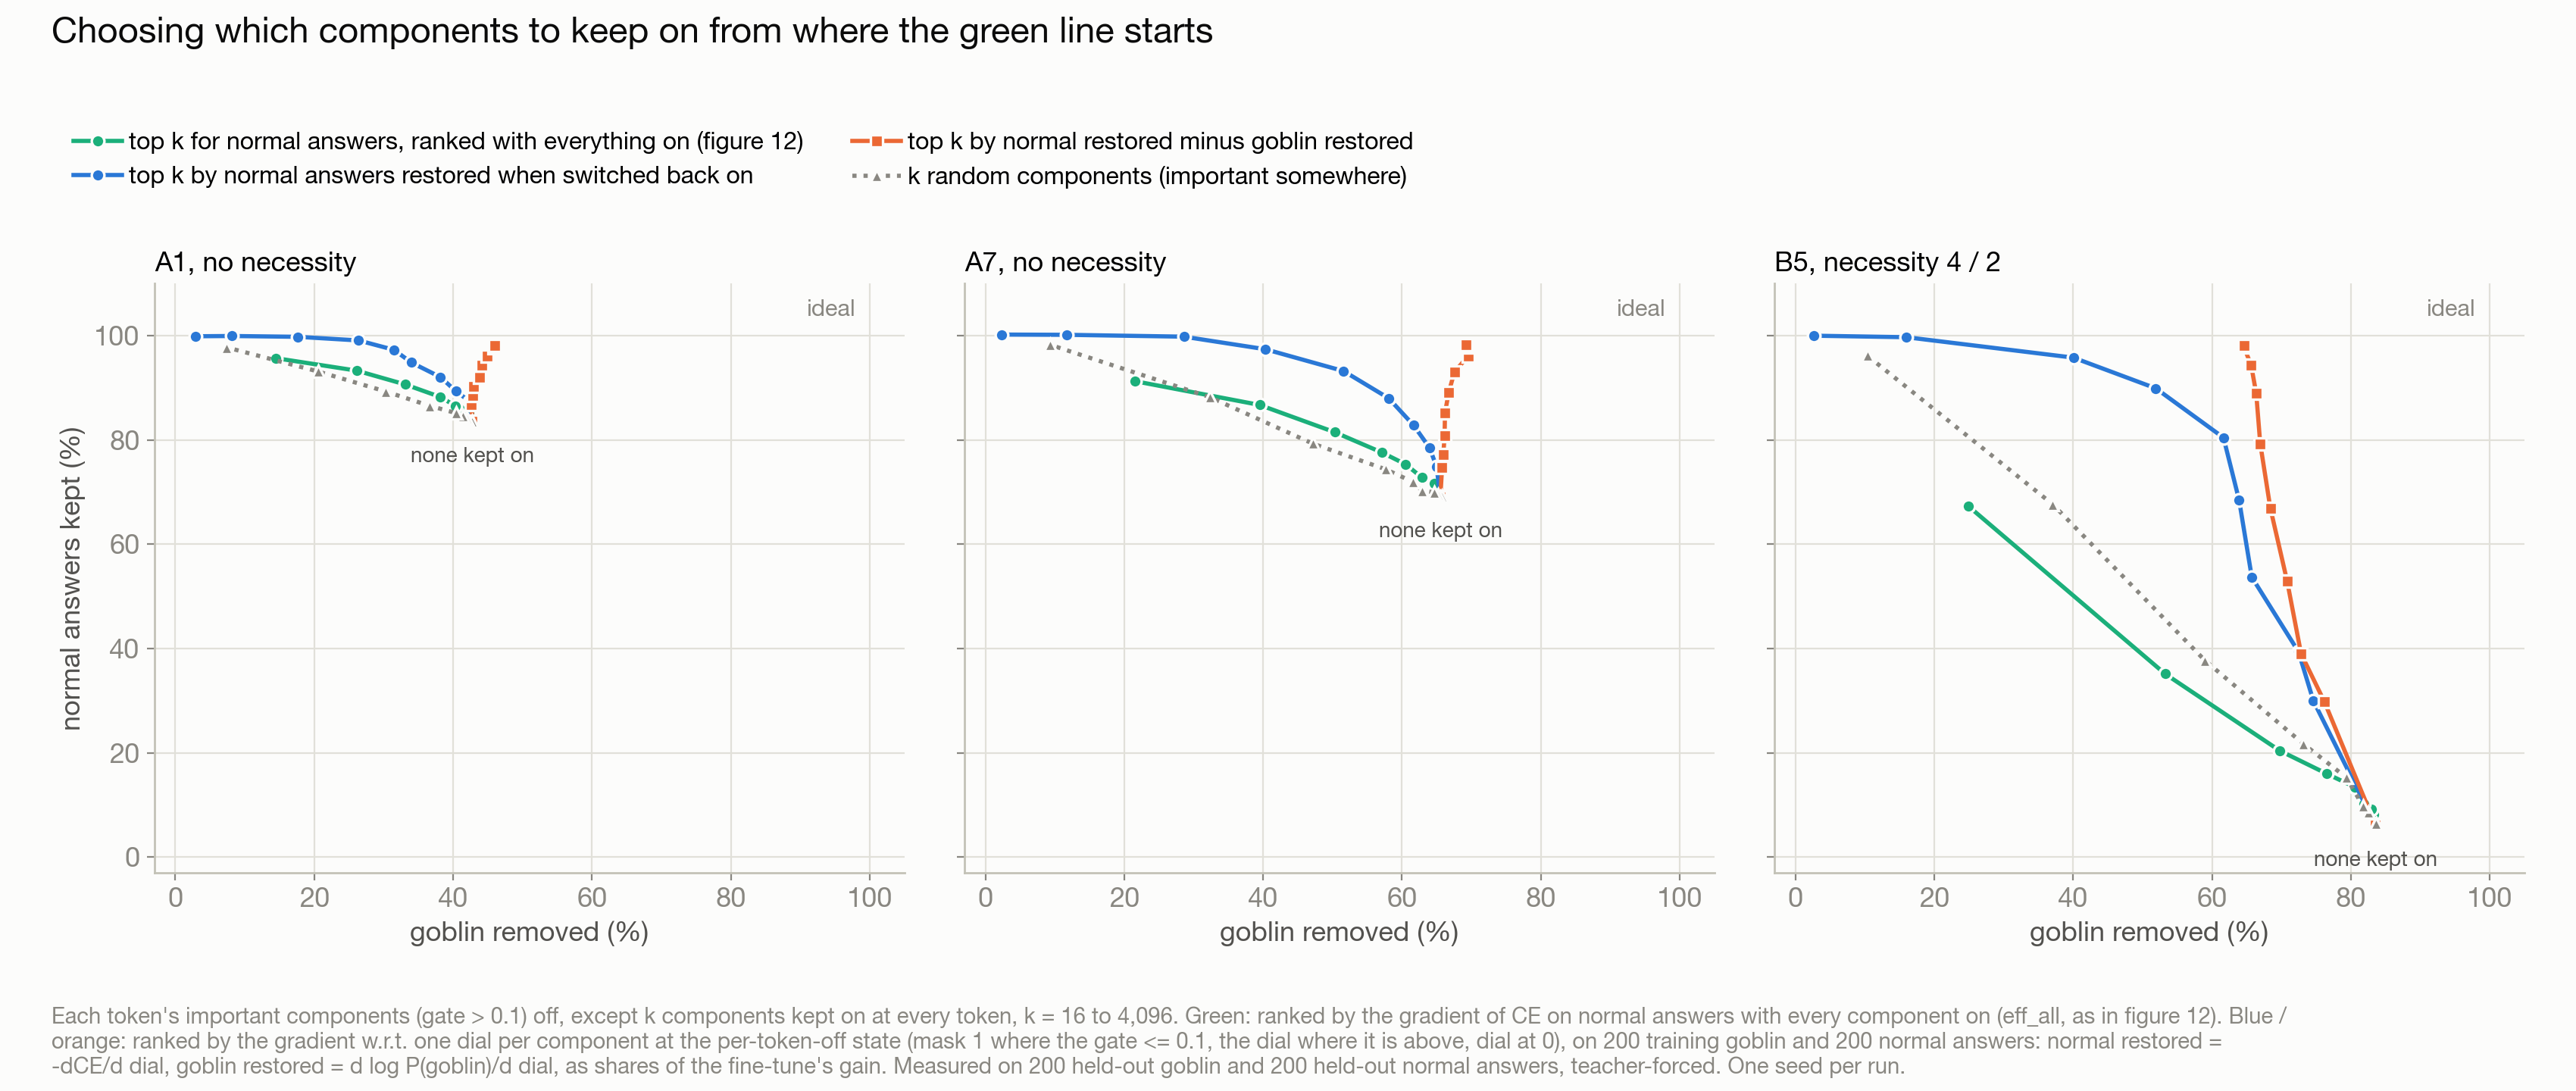 Choosing which components to keep on from where the green line starts
top k for normal answers, ranked with everything on (figure 12)
top k by normal restored minus goblin restored
top k by normal answers restored when switched back on
k random components (important somewhere)
A1, no necessity
A7, no necessity
B5, necessity 4 / 2
ideal
ideal
ideal
100
80
60
40
20
0
normal answers kept (%)
none kept on
none kept on
none kept on
0 20 40 60 80 100
0 20 40 60 80 100
0 20 40 60 80 100
goblin removed (%)
goblin removed (%)
goblin removed (%)
Each token's important components (gate > 0.1) off, except k components kept on at every token, k = 16 to 4,096. Green: ranked by the gradient of CE on normal answers with every component on (eff_all, as in figure 12). Blue /
orange: ranked by the gradient w.r.t. one dial per component at the per-token-off state (mask 1 where the gate <= 0.1, the dial where it is above, dial at 0), on 200 training goblin and 200 normal answers: normal restored =
-dCE/d dial, goblin restored = d log P(goblin)/d dial, as shares of the fine-tune's gain. Measured on 200 held-out goblin and 200 held-out normal answers, teacher-forced. One seed per run.